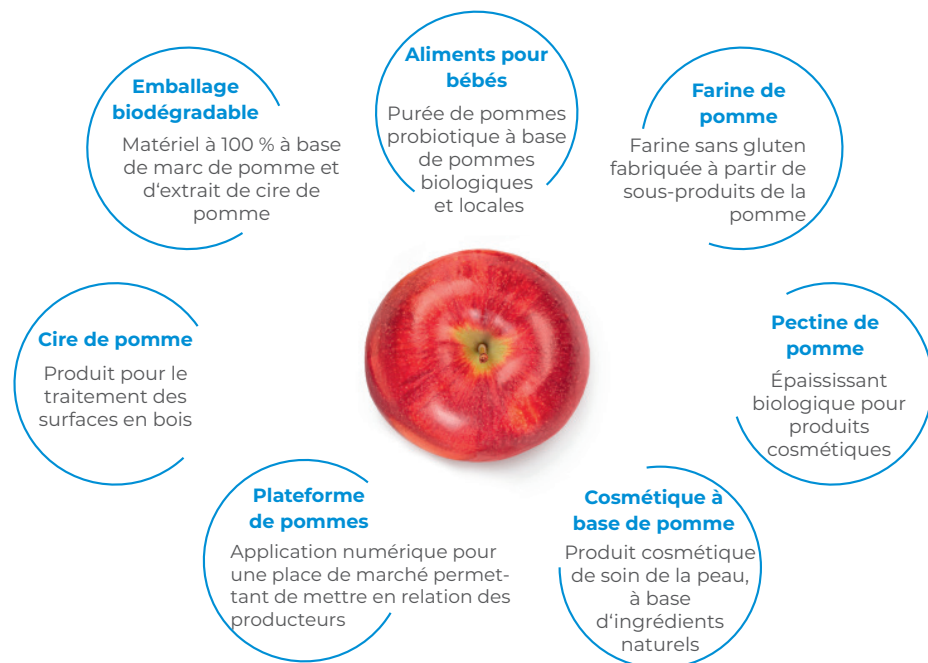 Aliments pour
bébés
Purée de pommes
probiotique à base
de pommes
biologiques
et locales
Emballage
biodégradable
Matériel à 100 % à base
de marc de pomme et
d‘extrait de cire de
pomme
Farine de
pomme
Farine sans gluten
fabriquée à partir de
sous-produits de la
pomme
Cire de pomme
Produit pour le
traitement des
surfaces en bois
Pectine de
pomme
Épaississant
biologique pour
produits
cosmétiques
Plateforme
de pommes
Application numérique pour
une place de marché permet-
tant de mettre en relation des
producteurs
Cosmétique à
base de pomme
Produit cosmétique
de soin de la peau,
à base
d‘ingrédients
naturels